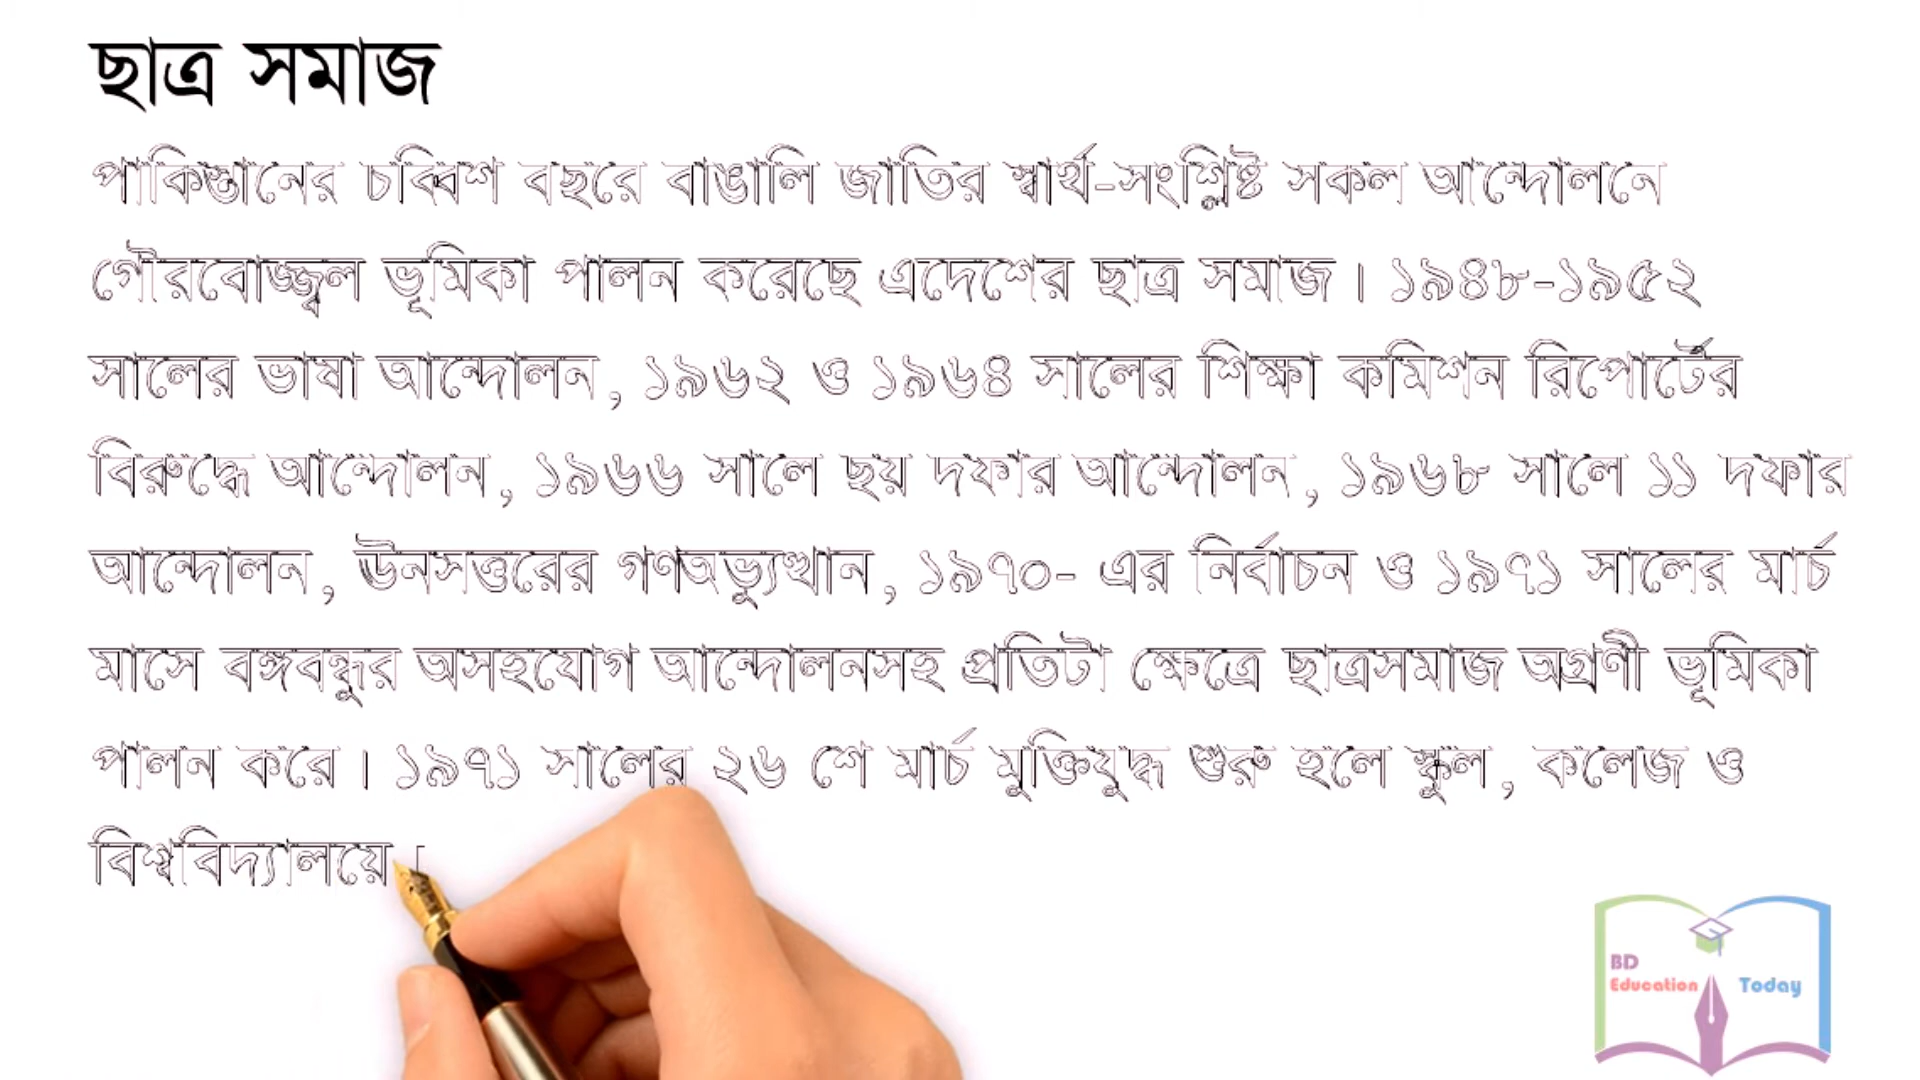 ছাত্র সমাজ
পাকিস্তানের চব্বিশ বছরে বাঙালি জাতির স্বার্থ-সংশ্লিষ্ট সকল আন্দোলনে
গৌরবোজ্জ্বল ভূমিকা পালন করেছে এদেশের ছাত্র সমাজ। ১৯৪৮-১৯৫২
সালের ভাষা আন্দোলন, ১৯৬২ ও ১৯৬৪ সালের শিক্ষা কমিশন রিপোর্টের
বিরুদ্ধে আন্দোলন, ১৯৬৬ সালে ছয় দফার আন্দোলন, ১৯৬৮ সালে ১১ দফার
আন্দোলন, ঊনসত্তরের গণঅভ্যুত্থান, ১৯৭০- এর নির্বাচন ও ১৯৭১ সালের মার্চ
মাসে বঙ্গবন্ধুর অসহযোগ আন্দোলনসহ প্রতিটা ক্ষেত্রে ছাত্রসমাজ অগ্রণী ভূমিকা
পালন করে। ১৯৭১ সালের ২৬ শে মার্চ মুক্তিযুদ্ধ শুরু হলে স্কুল, কলেজ ও
বিশ্ববিদ্যালয়ে
BD
Education Today